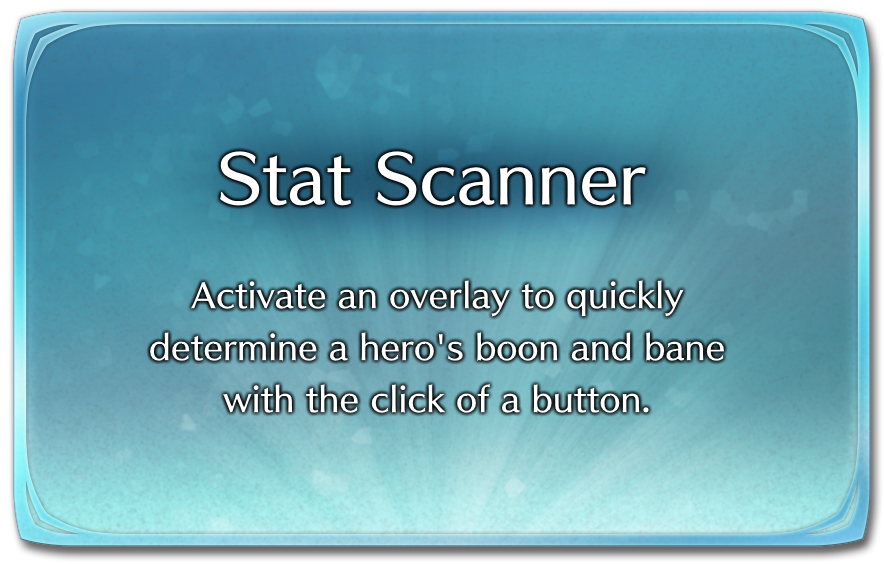 Stat Scanner
Activate an overlay to quickly
determine a hero's boon and bane
with the click of a button.